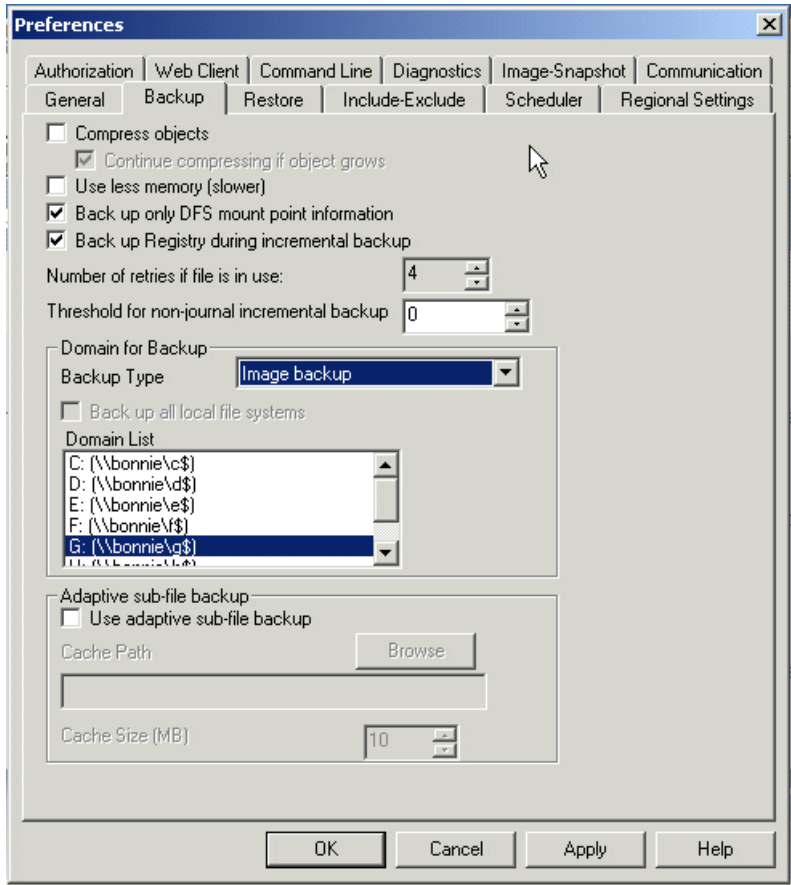 Preferences
Authorization Web Client Command Line Diagnostics Image-Snapshot Communication
General Backup Restore Include-Exclude Scheduler Regional Settings
Compress objects
Continue compressing if object grows
Use less memory (slower)
Back up only DFS mount point information
Back up Registry during incremental backup
Number of retries if file is in use: 4
Threshold for non-journal incremental backup 0
Domain for Backup
Backup Type Image backup
Back up all local file systems
Domain List
C: (\\bonnie\c$)
D: (\\bonnie\d$)
E: (\\bonnie\e$)
F: (\\bonnie\f$)
G: (\\bonnie\g$)
Adaptive sub-file backup
Use adaptive sub-file backup
Cache Path Browse
Cache Size (MB) 10
OK Cancel Apply Help